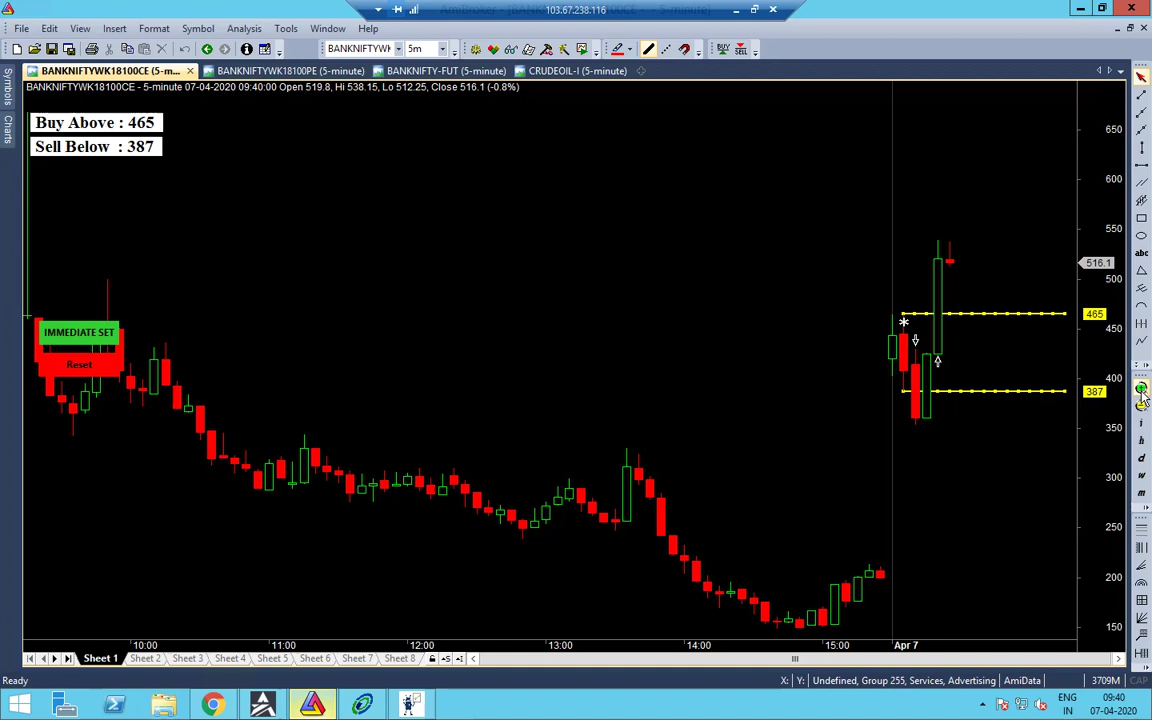 103.67.238.116
File Edit View Insert Format Symbol Analysis Tools Window Help
BANKNIFTYWK 5m BUY SELL
BANKNIFTYWK18100CE (5-m... BANKNIFTYWK18100PE (5-minute) BANKNIFTY-FUT (5-minute) CRUDEOIL-I (5-minute)
BANKNIFTYWK18100CE - 5-minute 07-04-2020 09:40:00 Open 519.8, Hi 538.15, Lo 512.25, Close 516.1 (-0.8%)
Symbols
Charts
Buy Above : 465
Sell Below : 387
IMMEDIATE SET
Reset
650
600
550
516.1
500
465
450
400
387
350
300
250
200
150
abc
i
h
d
w
m
10:00 11:00 12:00 13:00 14:00 15:00 Apr 7
Sheet 1 Sheet 2 Sheet 3 Sheet 4 Sheet 5 Sheet 6 Sheet 7 Sheet 8
Ready X: Y: Undefined, Group 255, Services, Advertising AmiData 3709M CAP
ENG 09:40
IN 07-04-2020